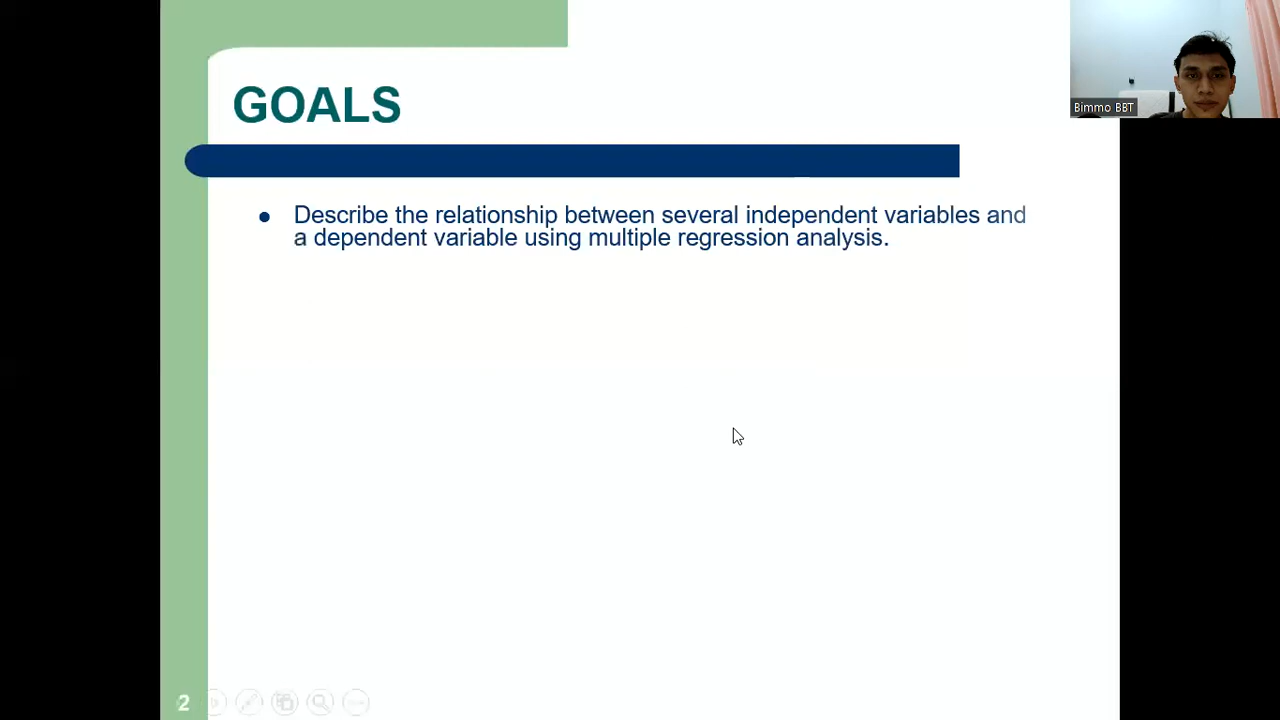 GOALS
Bimmo BBT
● Describe the relationship between several independent variables and
a dependent variable using multiple regression analysis.
2